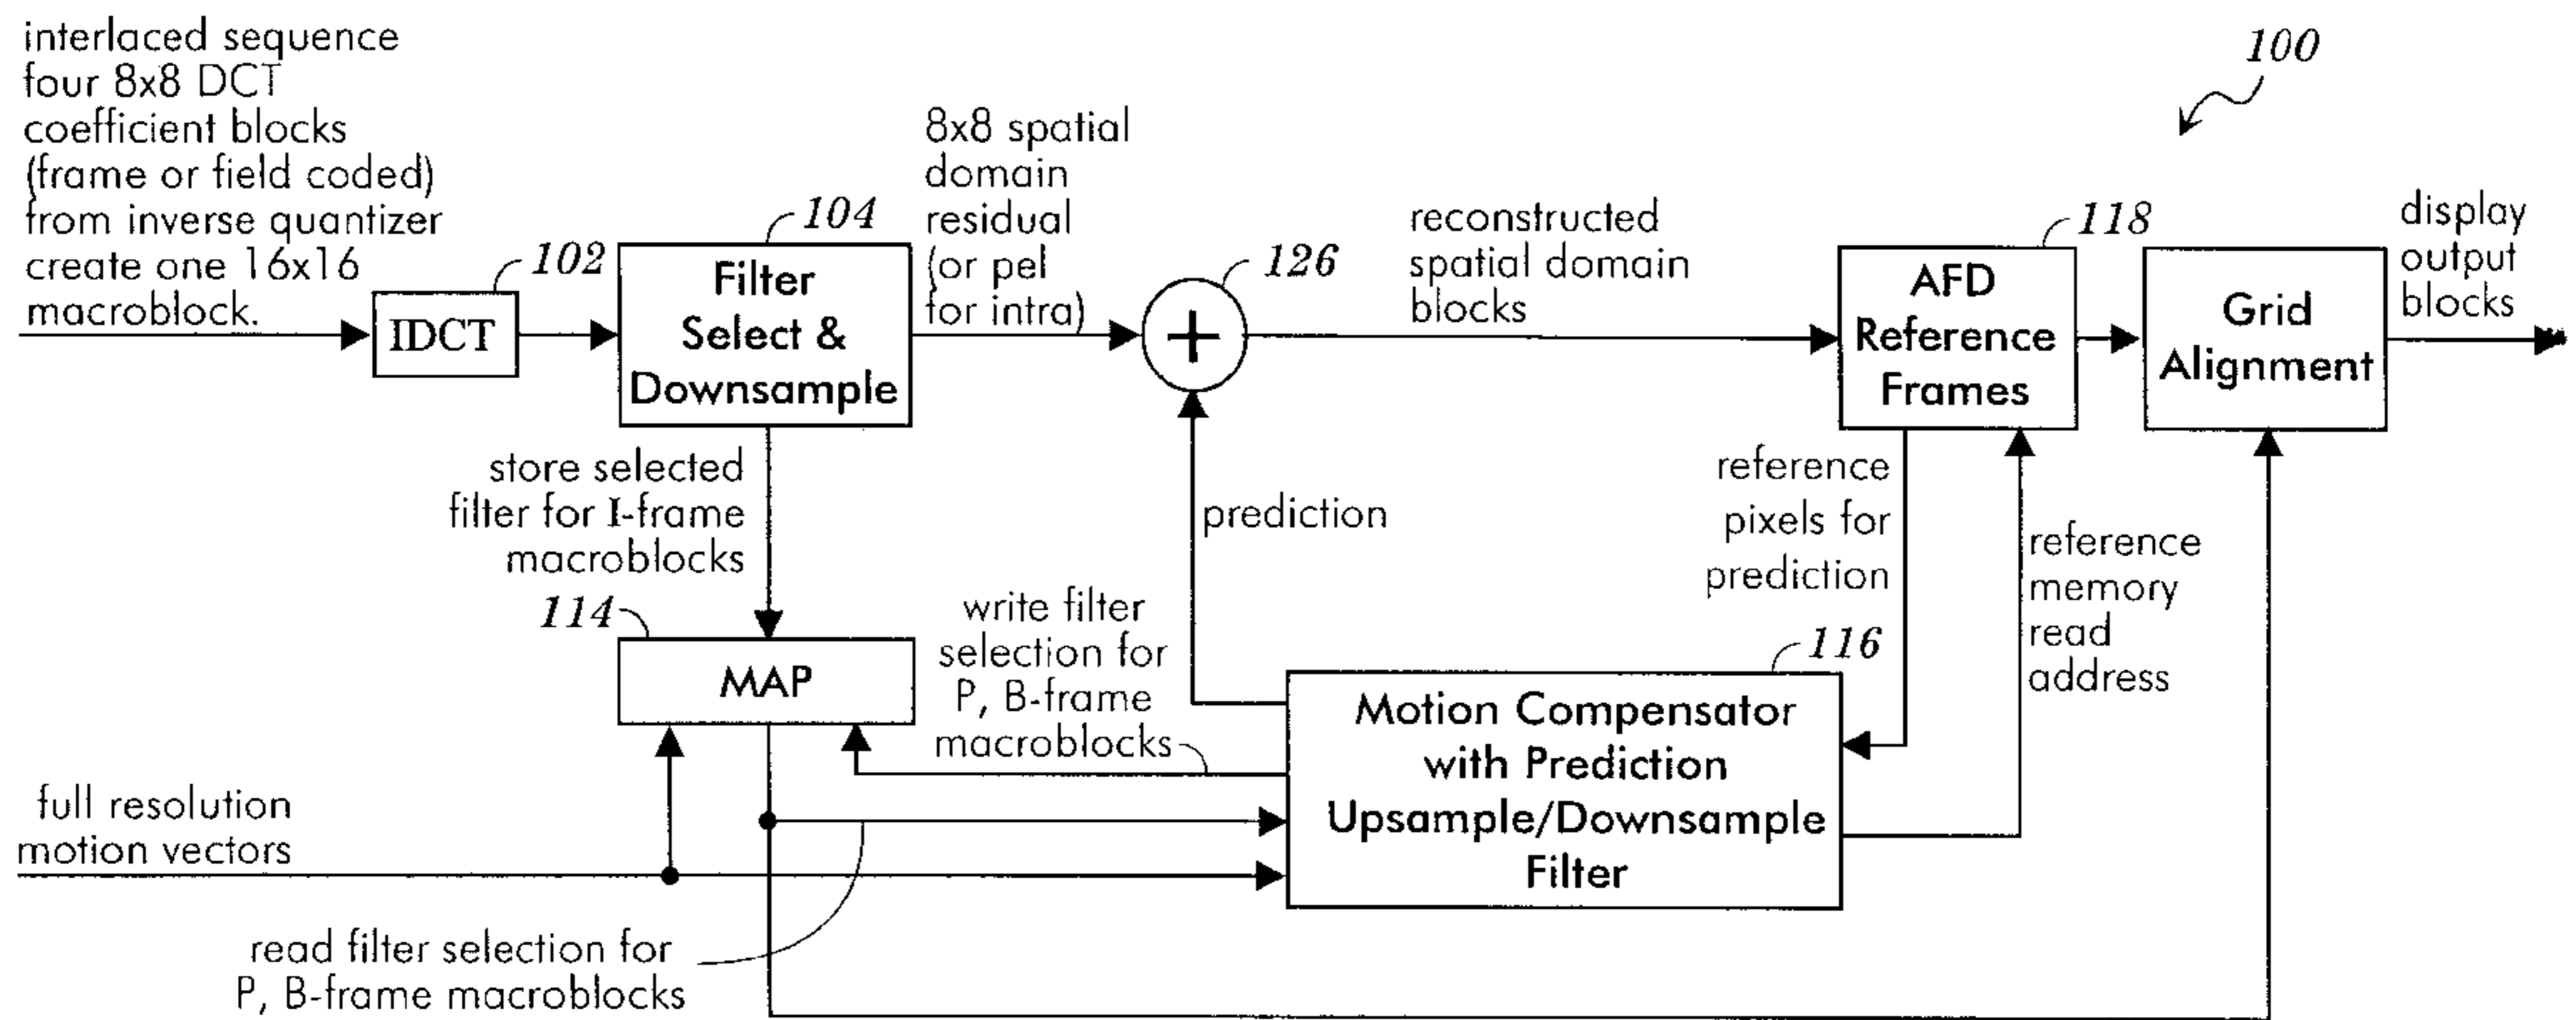 interlaced sequence
four 8x8 DCT
coefficient blocks
(frame or field coded)
from inverse quantizer
create one 16x16
macroblock.
102
IDCT
104
Filter
Select &
Downsample
8x8 spatial
domain
residual
(or pel
for intra)
126
+
reconstructed
spatial domain
blocks
100
118
AFD
Reference
Frames
Grid
Alignment
display
output
blocks
store selected
filter for I-frame
macroblocks
prediction
reference
pixels for
prediction
reference
memory
read
address
114
MAP
write filter
selection for
P, B-frame
macroblocks
116
Motion Compensator
with Prediction
Upsample/Downsample
Filter
full resolution
motion vectors
read filter selection for
P, B-frame macroblocks